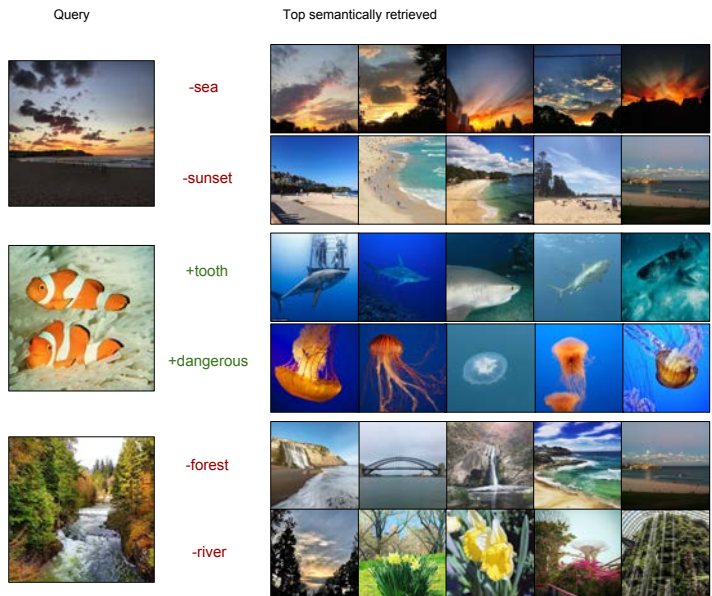 Query
Top semantically retrieved
-sea
-sunset
+tooth
+dangerous
-forest
-river